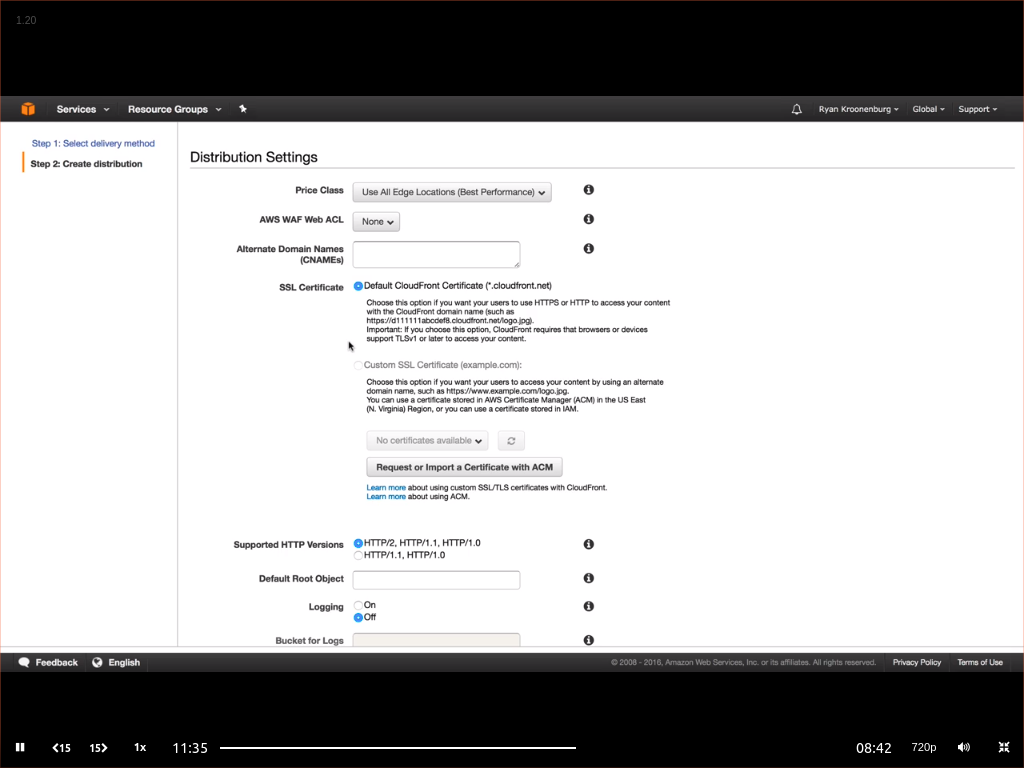 1.20
Services Resource Groups Ryan Kroonenburg Global Support
Step 1: Select delivery method
Step 2: Create distribution
Distribution Settings
Price Class Use All Edge Locations (Best Performance)
AWS WAF Web ACL None
Alternate Domain Names
(CNAMEs)
SSL Certificate Default CloudFront Certificate (*.cloudfront.net)
Choose this option if you want your users to use HTTPS or HTTP to access your content
with the CloudFront domain name (such as
https://d111111abcdef8.cloudfront.net/logo.jpg).
Important: If you choose this option, CloudFront requires that browsers or devices
support TLSv1 or later to access your content.
Custom SSL Certificate (example.com):
Choose this option if you want your users to access your content by using an alternate
domain name, such as https://www.example.com/logo.jpg.
You can use a certificate stored in AWS Certificate Manager (ACM) in the US East
(N. Virginia) Region, or you can use a certificate stored in IAM.
No certificates available
Request or Import a Certificate with ACM
Learn more about using custom SSL/TLS certificates with CloudFront.
Learn more about using ACM.
Supported HTTP Versions HTTP/2, HTTP/1.1, HTTP/1.0
HTTP/1.1, HTTP/1.0
Default Root Object
Logging On
Off
Bucket for Logs
Feedback English © 2008 - 2016, Amazon Web Services, Inc. or its affiliates. All rights reserved. Privacy Policy Terms of Use
15 15 1x 11:35 08:42 720p